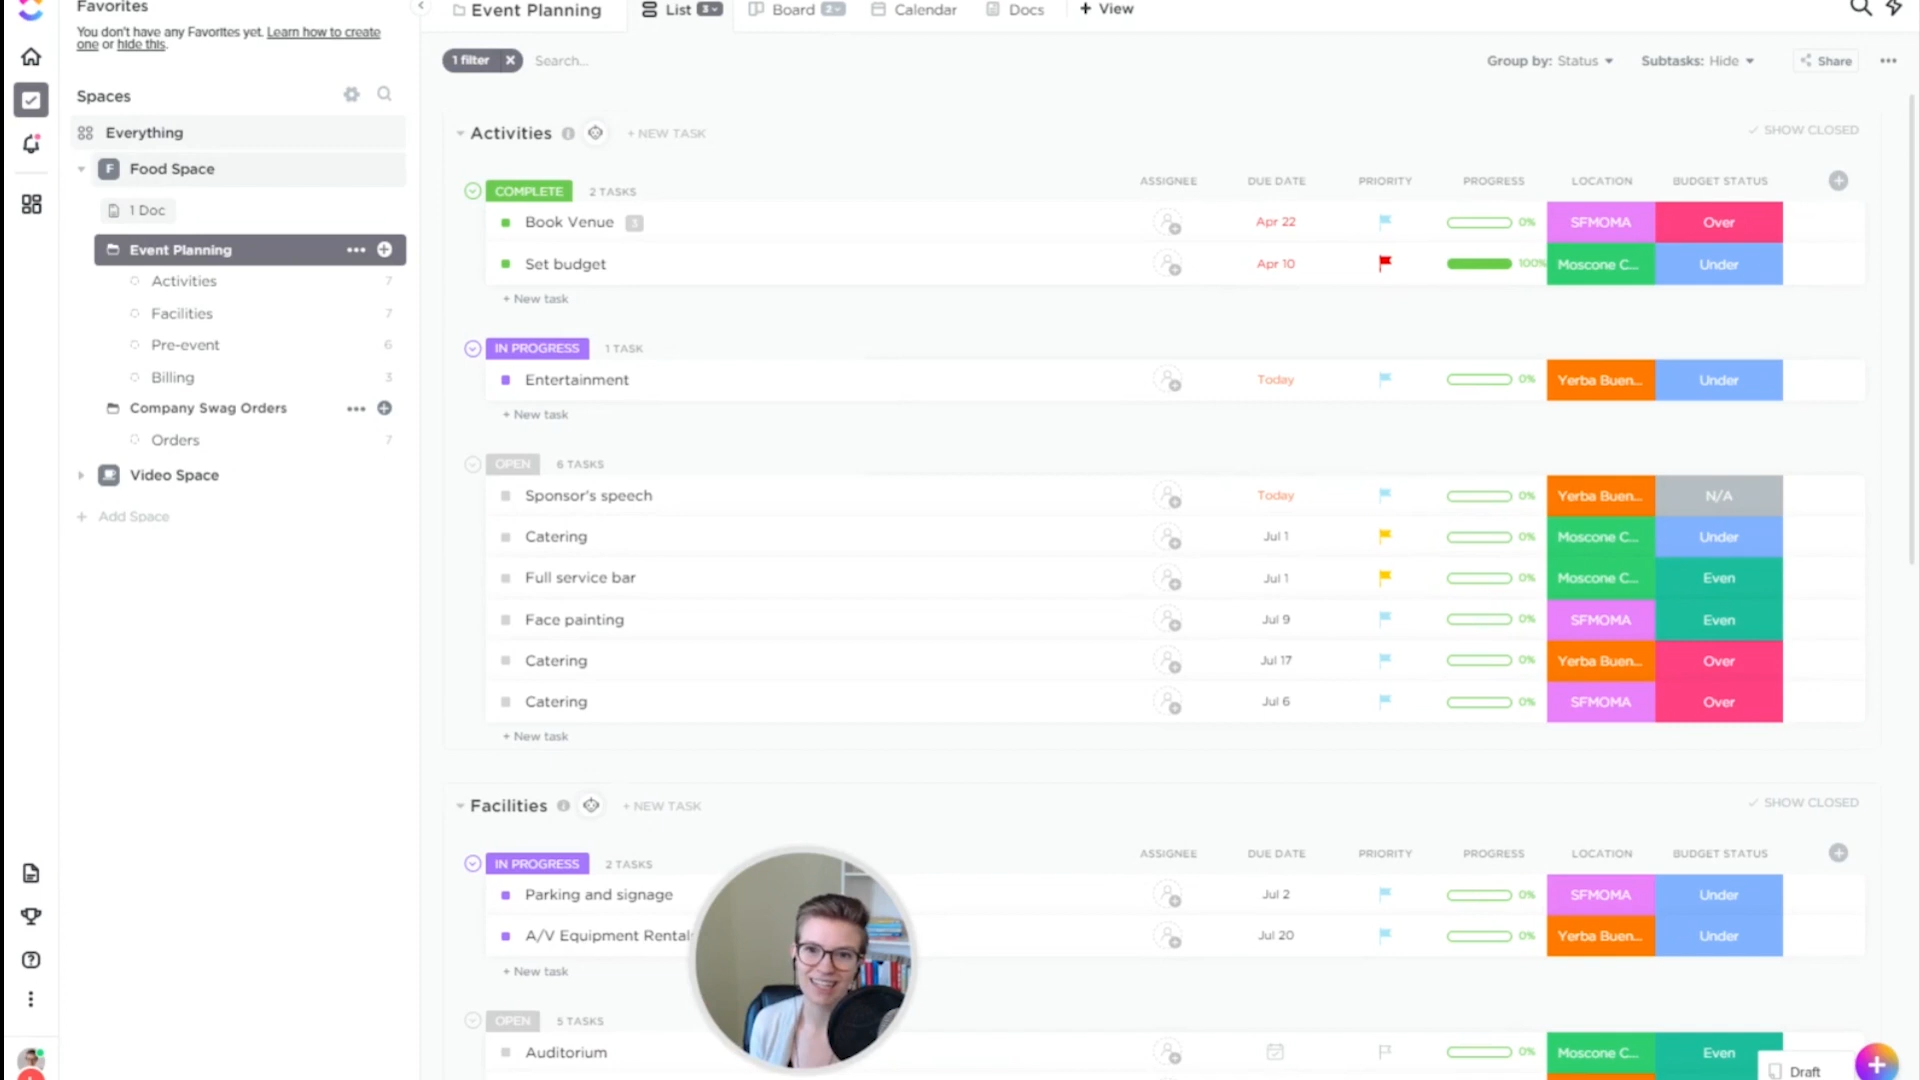 Favorites
You don't have any Favorites yet. Learn how to create
one or hide this.
Spaces
Everything
F Food Space
1 Doc
Event Planning
Activities 7
Facilities 7
Pre-event 6
Billing 3
Company Swag Orders
Orders 7
Video Space
+ Add Space
Event Planning List 3 Board 2 Calendar Docs + View
1 filter × Search...
Group by: Status Subtasks: Hide Share
Activities + NEW TASK SHOW CLOSED
COMPLETE 2 TASKS ASSIGNEE DUE DATE PRIORITY PROGRESS LOCATION BUDGET STATUS
Book Venue 3 Apr 22 0% SFMOMA Over
Set budget Apr 10 100% Moscone C... Under
+ New task
IN PROGRESS 1 TASK
Entertainment Today 0% Yerba Buen... Under
+ New task
OPEN 6 TASKS
Sponsor's speech Today 0% Yerba Buen... N/A
Catering Jul 1 0% Moscone C... Under
Full service bar Jul 1 0% Moscone C... Even
Face painting Jul 9 0% SFMOMA Even
Catering Jul 17 0% Yerba Buen... Over
Catering Jul 6 0% SFMOMA Over
+ New task
Facilities + NEW TASK SHOW CLOSED
IN PROGRESS 2 TASKS ASSIGNEE DUE DATE PRIORITY PROGRESS LOCATION BUDGET STATUS
Parking and signage Jul 2 0% SFMOMA Under
A/V Equipment Rental Jul 20 0% Yerba Buen... Under
+ New task
OPEN 5 TASKS
Auditorium 0% Moscone C... Even
Draft